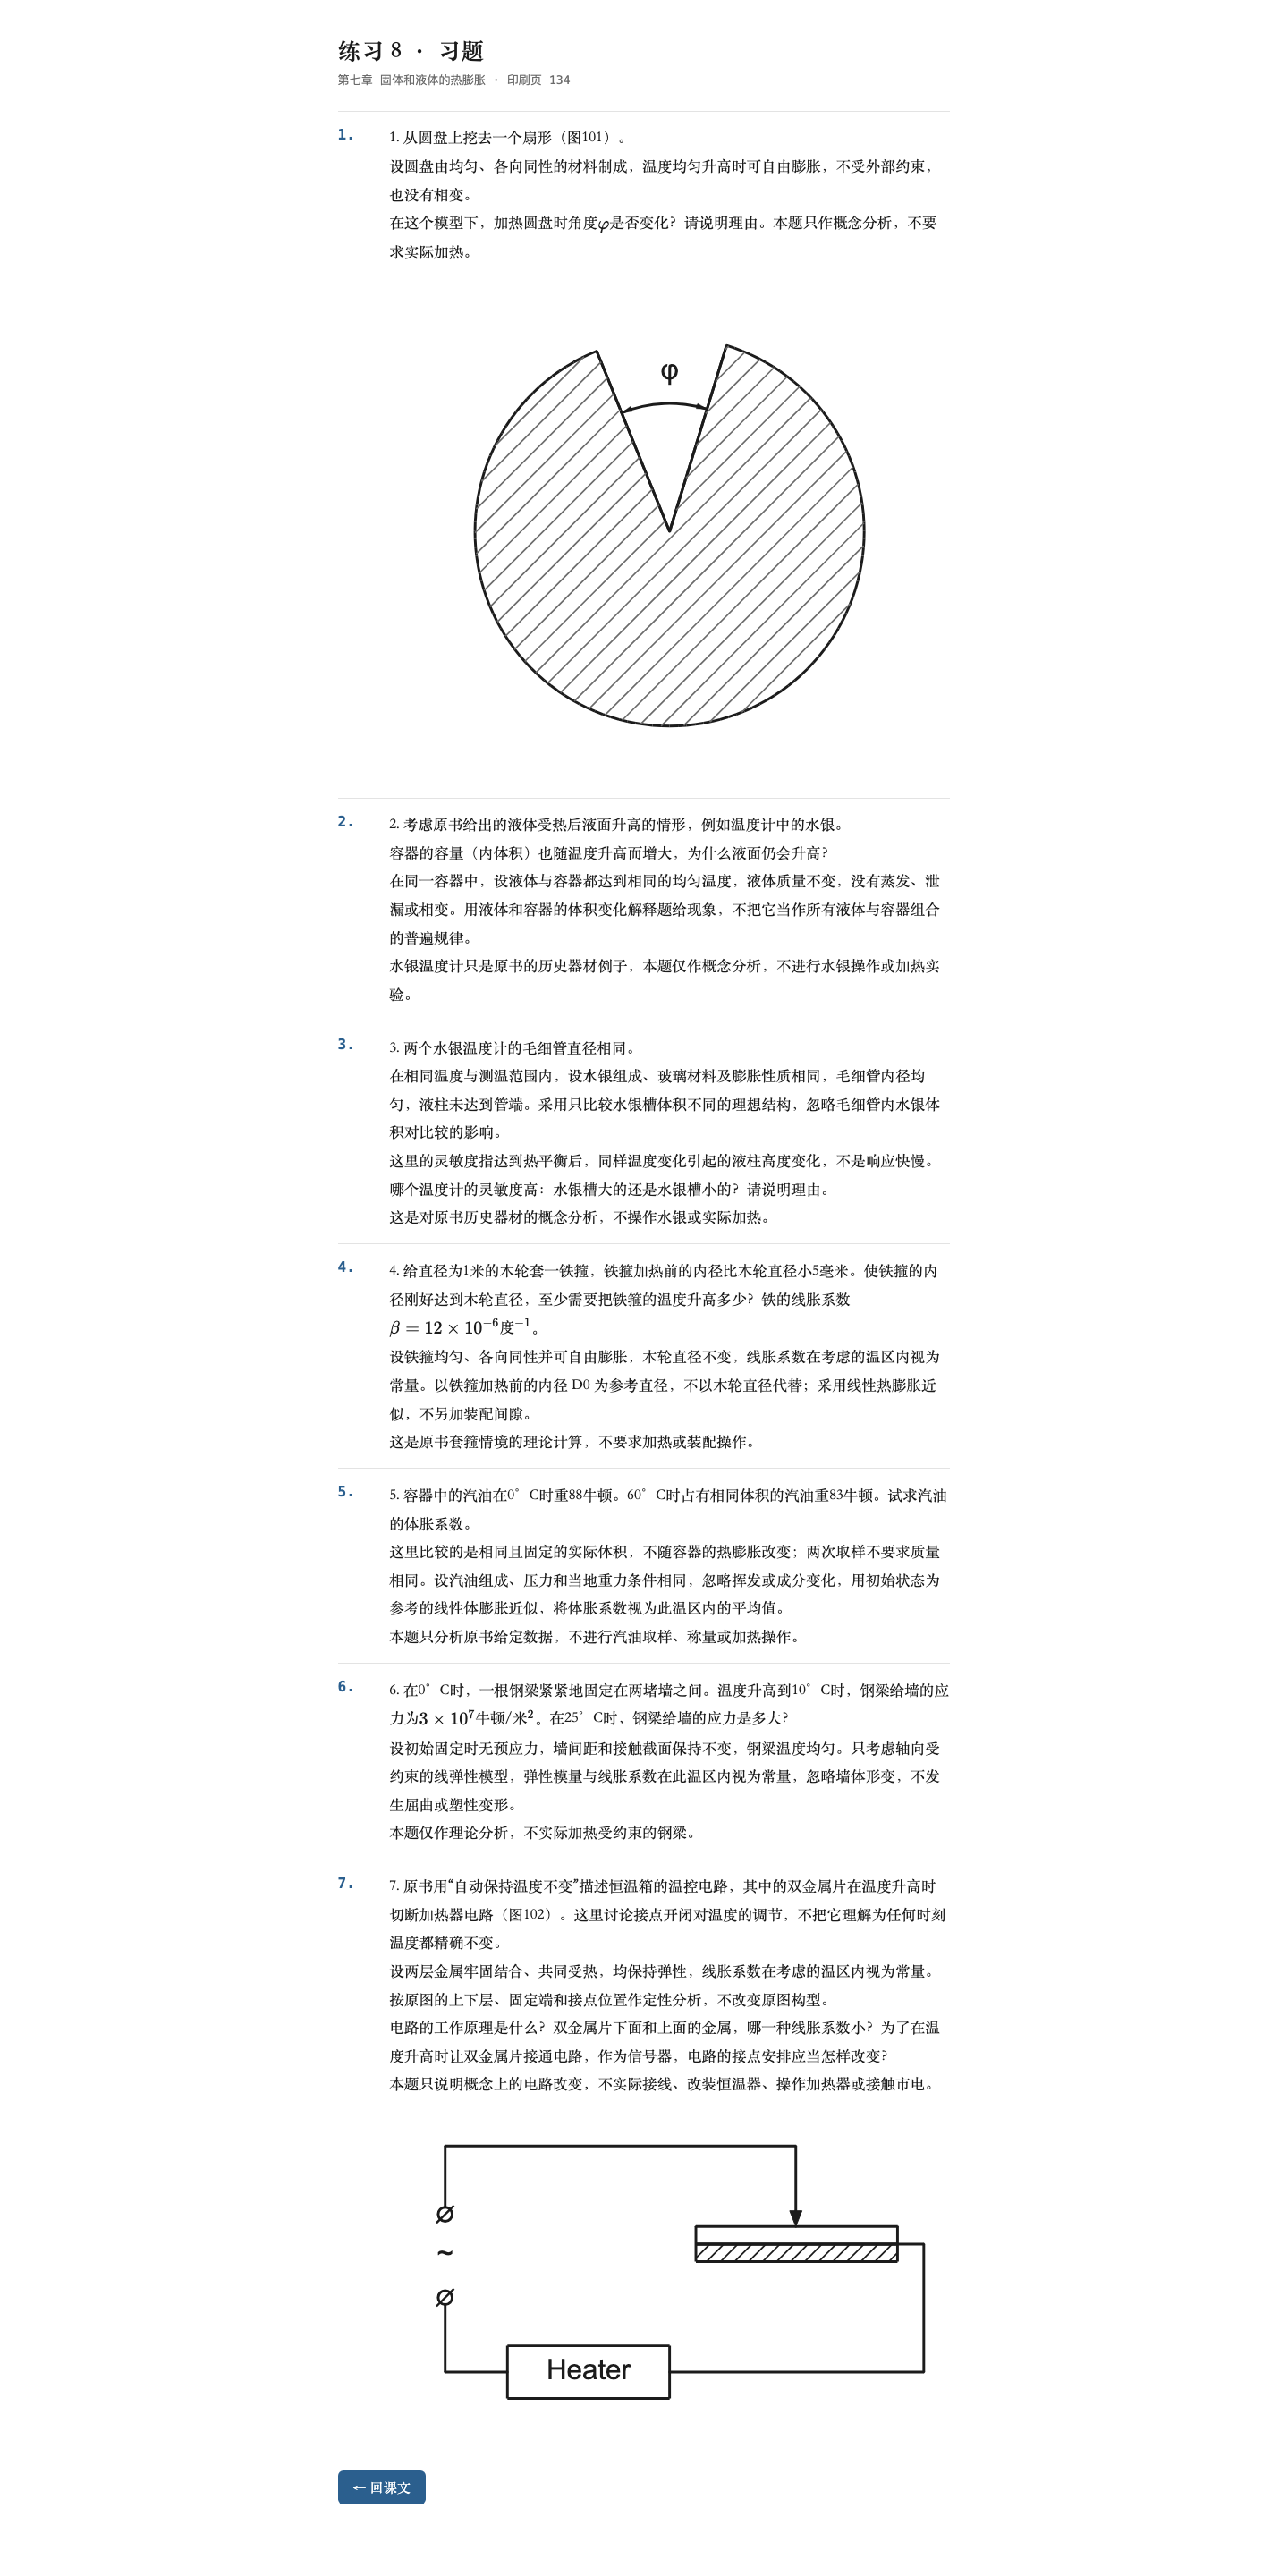 练习 8 · 习题
第七章 固体和液体的热膨胀 · 印刷页 134
1.
1. 从圆盘上挖去一个扇形（图101）。
设圆盘由均匀、各向同性的材料制成，温度均匀升高时可自由膨胀，不受外部约束，
也没有相变。
在这个模型下，加热圆盘时角度φ是否变化？请说明理由。本题只作概念分析，不要
求实际加热。
φ
2.
2. 考虑原书给出的液体受热后液面升高的情形，例如温度计中的水银。
容器的容量（内体积）也随温度升高而增大，为什么液面仍会升高？
在同一容器中，设液体与容器都达到相同的均匀温度，液体质量不变，没有蒸发、泄
漏或相变。用液体和容器的体积变化解释题给现象，不把它当作所有液体与容器组合
的普遍规律。
水银温度计只是原书的历史器材例子，本题仅作概念分析，不进行水银操作或加热实
验。
3.
3. 两个水银温度计的毛细管直径相同。
在相同温度与测温范围内，设水银组成、玻璃材料及膨胀性质相同，毛细管内径均
匀，液柱未达到管端。采用只比较水银槽体积不同的理想结构，忽略毛细管内水银体
积对比较的影响。
这里的灵敏度指达到热平衡后，同样温度变化引起的液柱高度变化，不是响应快慢。
哪个温度计的灵敏度高：水银槽大的还是水银槽小的？请说明理由。
这是对原书历史器材的概念分析，不操作水银或实际加热。
4.
4. 给直径为1米的木轮套一铁箍，铁箍加热前的内径比木轮直径小5毫米。使铁箍的内
径刚好达到木轮直径，至少需要把铁箍的温度升高多少？铁的线胀系数
β = 12 × 10⁻⁶度⁻¹。
设铁箍均匀、各向同性并可自由膨胀，木轮直径不变，线胀系数在考虑的温区内视为
常量。以铁箍加热前的内径 D0 为参考直径，不以木轮直径代替；采用线性热膨胀近
似，不另加装配间隙。
这是原书套箍情境的理论计算，不要求加热或装配操作。
5.
5. 容器中的汽油在0°C时重88牛顿。60°C时占有相同体积的汽油重83牛顿。试求汽油
的体胀系数。
这里比较的是相同且固定的实际体积，不随容器的热膨胀改变；两次取样不要求质量
相同。设汽油组成、压力和当地重力条件相同，忽略挥发或成分变化，用初始状态为
参考的线性体膨胀近似，将体胀系数视为此温区内的平均值。
本题只分析原书给定数据，不进行汽油取样、称量或加热操作。
6.
6. 在0°C时，一根钢梁紧紧地固定在两堵墙之间。温度升高到10°C时，钢梁给墙的应
力为3 × 10⁷牛顿/米²。在25°C时，钢梁给墙的应力是多大？
设初始固定时无预应力，墙间距和接触截面保持不变，钢梁温度均匀。只考虑轴向受
约束的线弹性模型，弹性模量与线胀系数在此温区内视为常量，忽略墙体形变，不发
生屈曲或塑性变形。
本题仅作理论分析，不实际加热受约束的钢梁。
7.
7. 原书用“自动保持温度不变”描述恒温箱的温控电路，其中的双金属片在温度升高时
切断加热器电路（图102）。这里讨论接点开闭对温度的调节，不把它理解为任何时刻
温度都精确不变。
设两层金属牢固结合、共同受热，均保持弹性，线胀系数在考虑的温区内视为常量。
按原图的上下层、固定端和接点位置作定性分析，不改变原图构型。
电路的工作原理是什么？双金属片下面和上面的金属，哪一种线胀系数小？为了在温
度升高时让双金属片接通电路，作为信号器，电路的接点安排应当怎样改变？
本题只说明概念上的电路改变，不实际接线、改装恒温器、操作加热器或接触市电。
~
Heater
← 回课文